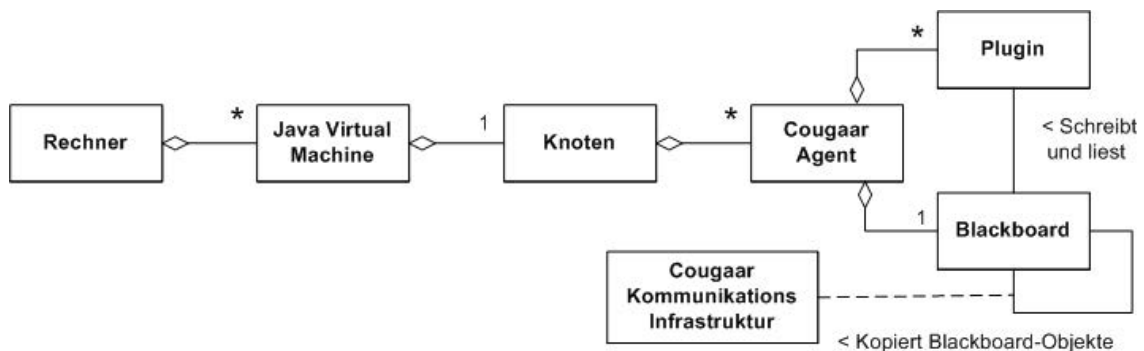 *
Plugin
Rechner
*
Java Virtual
Machine
1
Knoten
*
Cougaar
Agent
< Schreibt
und liest
1
Blackboard
Cougaar
Kommunikations
Infrastruktur
< Kopiert Blackboard-Objekte